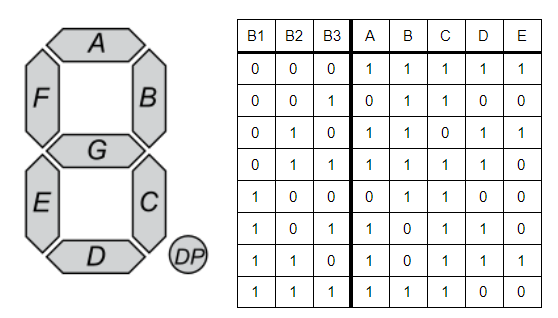 A
F
B
G
E
C
D
DP
B1 B2 B3 A B C D E
0 0 0 1 1 1 1 1
0 0 1 0 1 1 0 0
0 1 0 1 1 0 1 1
0 1 1 1 1 1 1 0
1 0 0 0 1 1 0 0
1 0 1 1 0 1 1 0
1 1 0 1 0 1 1 1
1 1 1 1 1 1 0 0